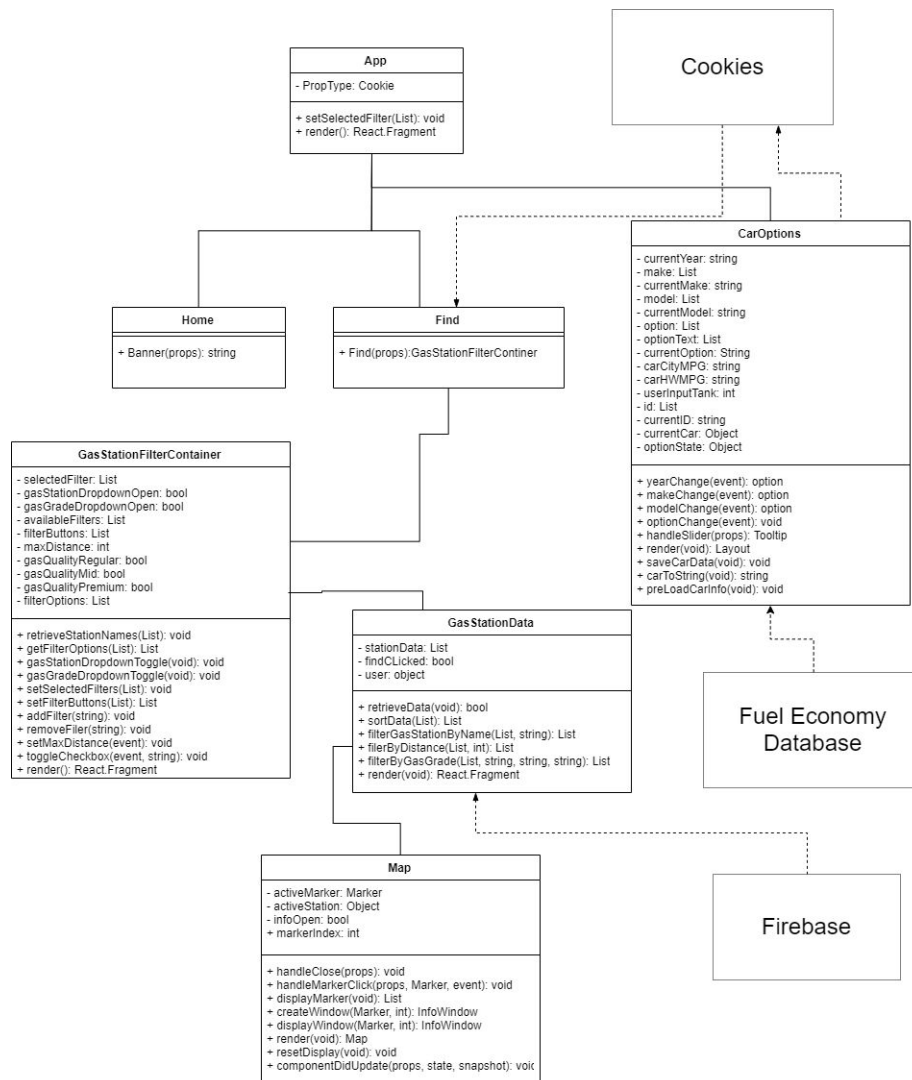 Cookies
App
- PropType: Cookie
+ setSelectedFilter(List): void
+ render(): React.Fragment
CarOptions
- currentYear: string
- make: List
- currentMake: string
- model: List
- currentModel: string
- option: List
- optionText: List
- currentOption: String
- carCityMPG: string
- carHWMPG: string
- userInputTank: int
- id: List
- currentID: string
- currentCar: Object
- optionState: Object
+ yearChange(event): option
+ makeChange(event): option
+ modelChange(event): option
+ optionChange(event): void
+ handleSlider(props): Tooltip
+ render(void): Layout
+ saveCarData(void): void
+ carToString(void): string
+ preLoadCarInfo(void): void
Home
+ Banner(props): string
Find
+ Find(props):GasStationFilterContiner
GasStationFilterContainer
- selectedFilter: List
- gasStationDropdownOpen: bool
- gasGradeDropdownOpen: bool
- availableFilters: List
- filterButtons: List
- maxDistance: int
- gasQualityRegular: bool
- gasQualityMid: bool
- gasQualityPremium: bool
- filterOptions: List
+ retrieveStationNames(List): void
+ getFilterOptions(List): List
+ gasStationDropdownToggle(void): void
+ gasGradeDropdownToggle(void): void
+ setSelectedFilters(List): void
+ setFilterButtons(List): List
+ addFilter(string): void
+ removeFiler(string): void
+ setMaxDistance(event): void
+ toggleCheckbox(event, string): void
+ render(): React.Fragment
GasStationData
- stationData: List
- findCLicked: bool
- user: object
+ retrieveData(void): bool
+ sortData(List): List
+ filterGasStationByName(List, string): List
+ filerByDistance(List, int): List
+ filterByGasGrade(List, string, string, string): List
+ render(void): React.Fragment
Fuel Economy
Database
Map
- activeMarker: Marker
- activeStation: Object
- infoOpen: bool
+ markerIndex: int
+ handleClose(props): void
+ handleMarkerClick(props, Marker, event): void
+ displayMarker(void): List
+ createWindow(Marker, int): InfoWindow
+ displayWindow(Marker, int): InfoWindow
+ render(void): Map
+ resetDisplay(void): void
+ componentDidUpdate(props, state, snapshot): void
Firebase